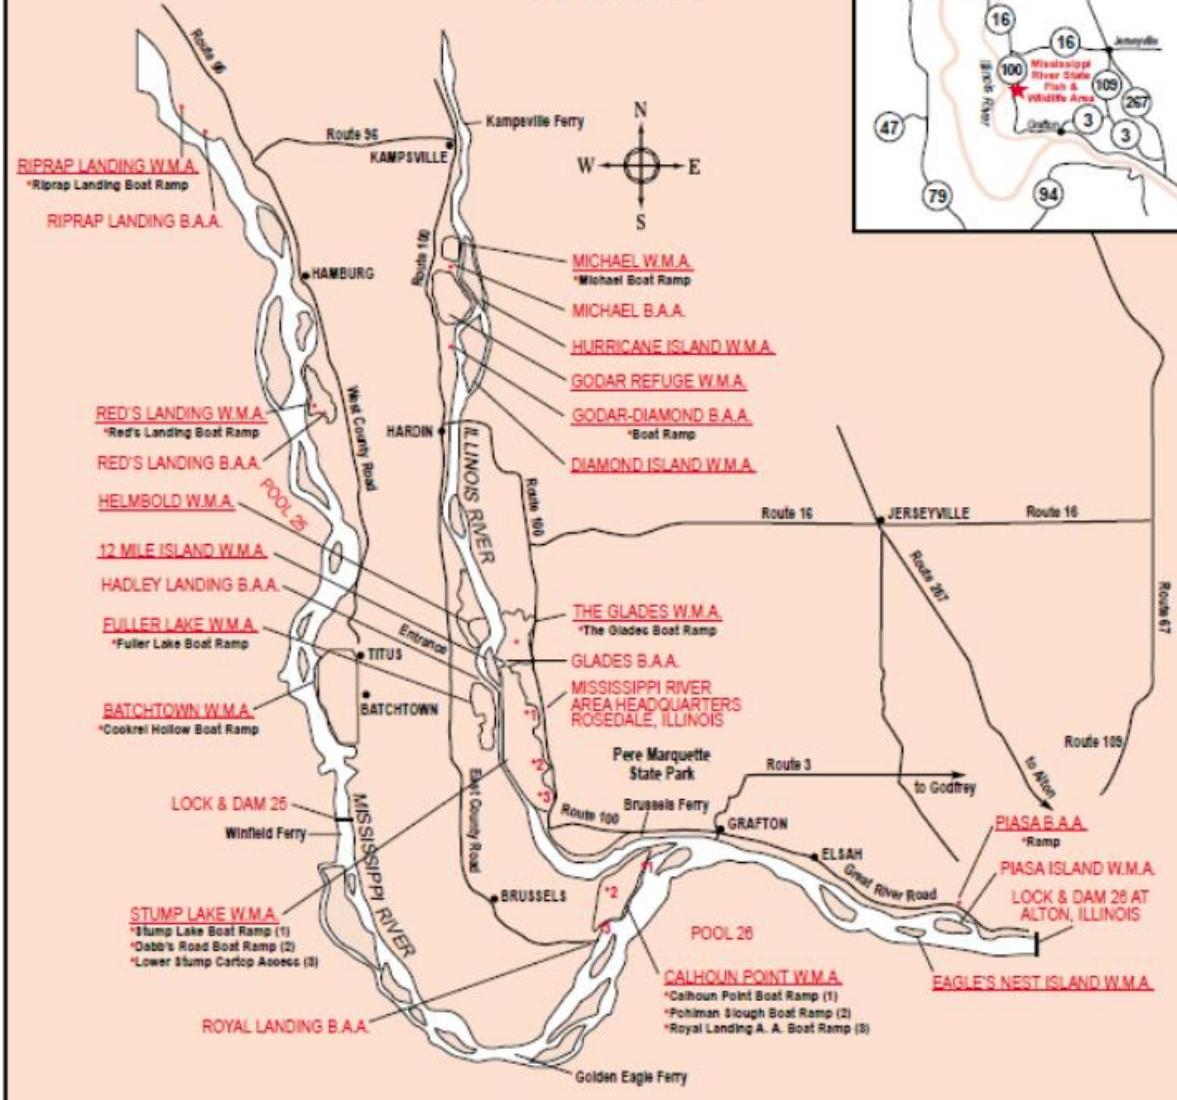 Route 96
16
16
Jerseyville
100
Mississippi
River State
Fish &
Wildlife Area
Illinois River
109
267
47
Grafton
3
3
79
94
Route 96
KAMPSVILLE
Kampsville Ferry
N
W
E
S
RIPRAP LANDING W.M.A.
*Riprap Landing Boat Ramp
RIPRAP LANDING B.A.A.
HAMBURG
Route 100
MICHAEL W.M.A.
*Michael Boat Ramp
MICHAEL B.A.A.
HURRICANE ISLAND W.M.A.
GODAR REFUGE W.M.A.
GODAR-DIAMOND B.A.A.
*Boat Ramp
DIAMOND ISLAND W.M.A.
RED'S LANDING W.M.A.
*Red's Landing Boat Ramp
RED'S LANDING B.A.A.
West County Road
HARDIN
ILLINOIS RIVER
POOL 25
HELMBOLD W.M.A.
Route 100
Route 16
JERSEYVILLE
Route 16
12 MILE ISLAND W.M.A.
HADLEY LANDING B.A.A.
Route 267
Route 67
FULLER LAKE W.M.A.
*Fuller Lake Boat Ramp
Entrance
THE GLADES W.M.A.
*The Glades Boat Ramp
TITUS
GLADES B.A.A.
BATCHTOWN
MISSISSIPPI RIVER
AREA HEADQUARTERS
ROSEDALE, ILLINOIS
BATCHTOWN W.M.A.
*Cockrel Hollow Boat Ramp
*1
*2
*3
Pere Marquette
State Park
Route 3
to Godfrey
to Alton
Route 109
LOCK & DAM 25
Winfield Ferry
MISSISSIPPI RIVER
East County Road
Route 100
Brussels Ferry
GRAFTON
ELSAH
Great River Road
PIASA B.A.A.
*Ramp
PIASA ISLAND W.M.A.
LOCK & DAM 26 AT
ALTON, ILLINOIS
*1
*2
*3
BRUSSELS
STUMP LAKE W.M.A.
*Stump Lake Boat Ramp (1)
*Dabb's Road Boat Ramp (2)
*Lower Stump Cartop Access (3)
POOL 26
CALHOUN POINT W.M.A.
*Calhoun Point Boat Ramp (1)
*Pohlman Slough Boat Ramp (2)
*Royal Landing A. A. Boat Ramp (3)
EAGLE'S NEST ISLAND W.M.A.
ROYAL LANDING B.A.A.
Golden Eagle Ferry